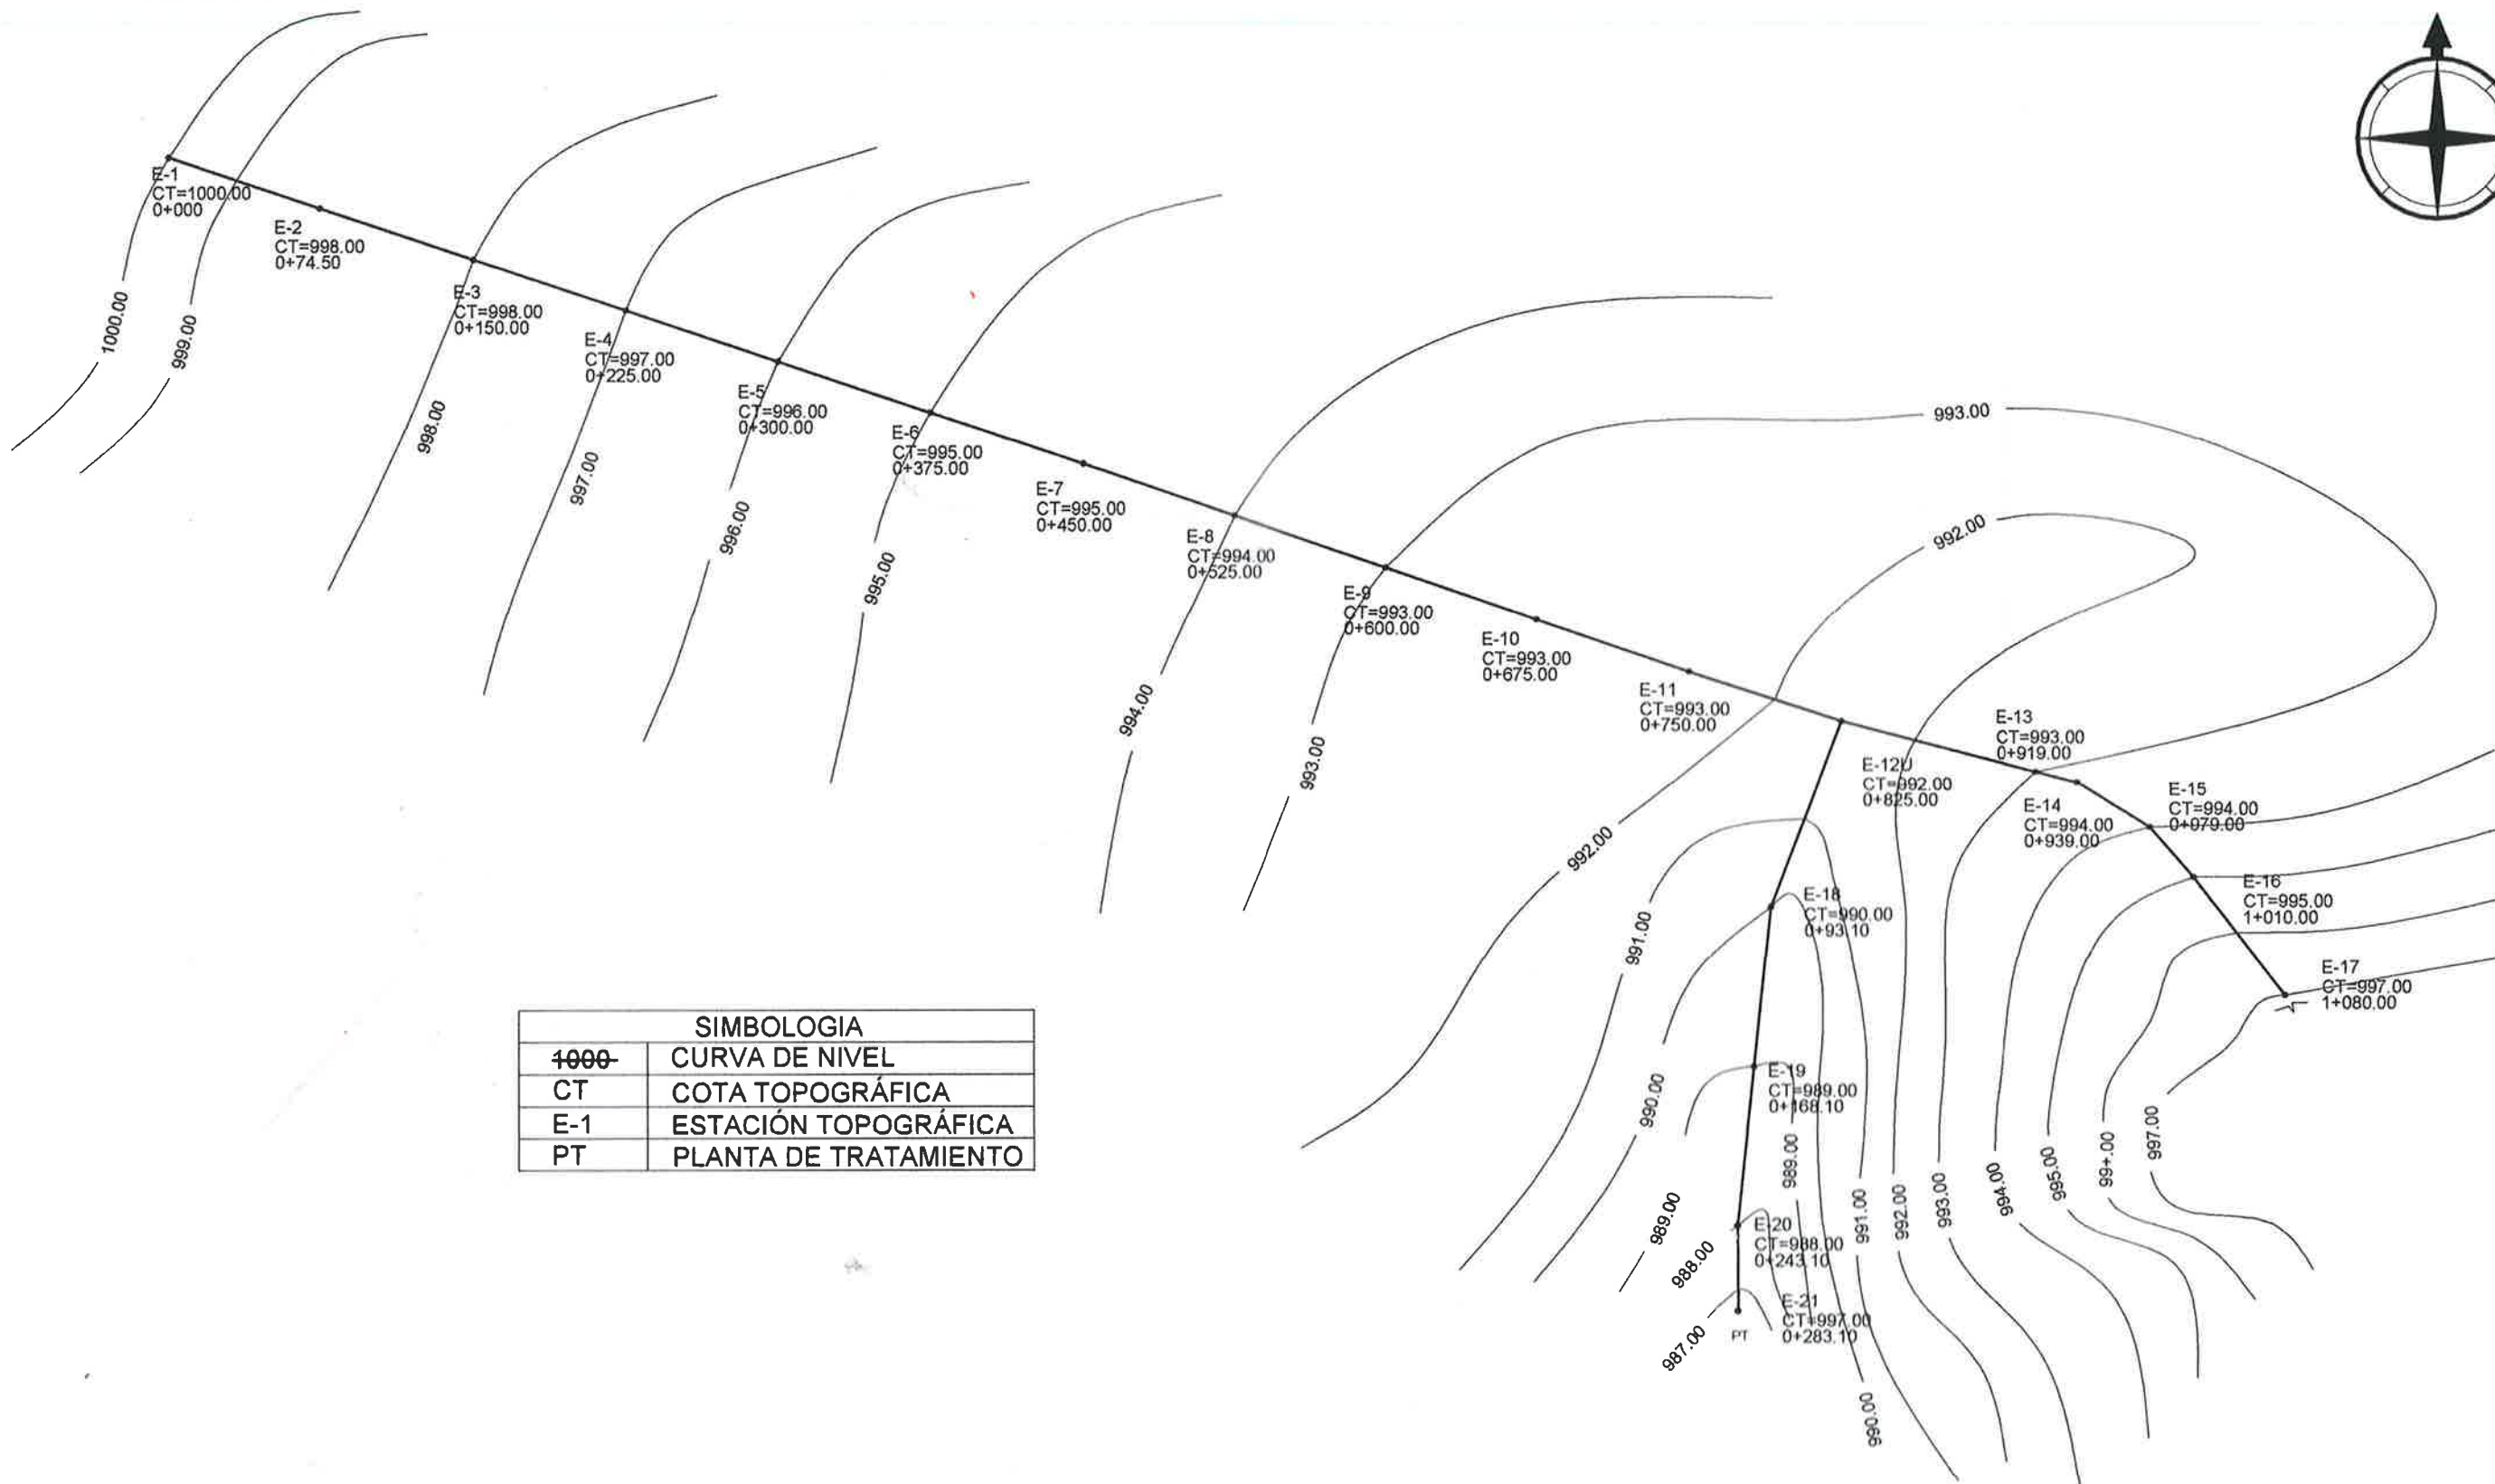 E-1
CT=1000.00
0+000
E-2
CT=998.00
0+74.50
E-3
CT=998.00
0+150.00
E-4
CT=997.00
0+225.00
E-5
CT=996.00
0+300.00
E-6
CT=995.00
0+375.00
E-7
CT=995.00
0+450.00
E-8
CT=994.00
0+525.00
E-9
CT=993.00
0+600.00
E-10
CT=993.00
0+675.00
E-11
CT=993.00
0+750.00
E-12U
CT=992.00
0+825.00
E-13
CT=993.00
0+919.00
E-14
CT=994.00
0+939.00
E-15
CT=994.00
0+979.00
E-16
CT=995.00
1+010.00
E-17
CT=997.00
1+080.00
E-18
CT=990.00
0+93.10
E-19
CT=989.00
0+168.10
E-20
CT=988.00
0+243.10
E-21
CT=997.00
0+283.10
PT
1000.00
999.00
998.00
997.00
996.00
995.00
994.00
993.00
993.00
992.00
992.00
991.00
990.00
989.00
988.00
987.00
989.00
990.00
991.00
992.00
993.00
994.00
995.00
99+.00
997.00
SIMBOLOGIA
1000 CURVA DE NIVEL
CT COTA TOPOGRÁFICA
E-1 ESTACIÓN TOPOGRÁFICA
PT PLANTA DE TRATAMIENTO